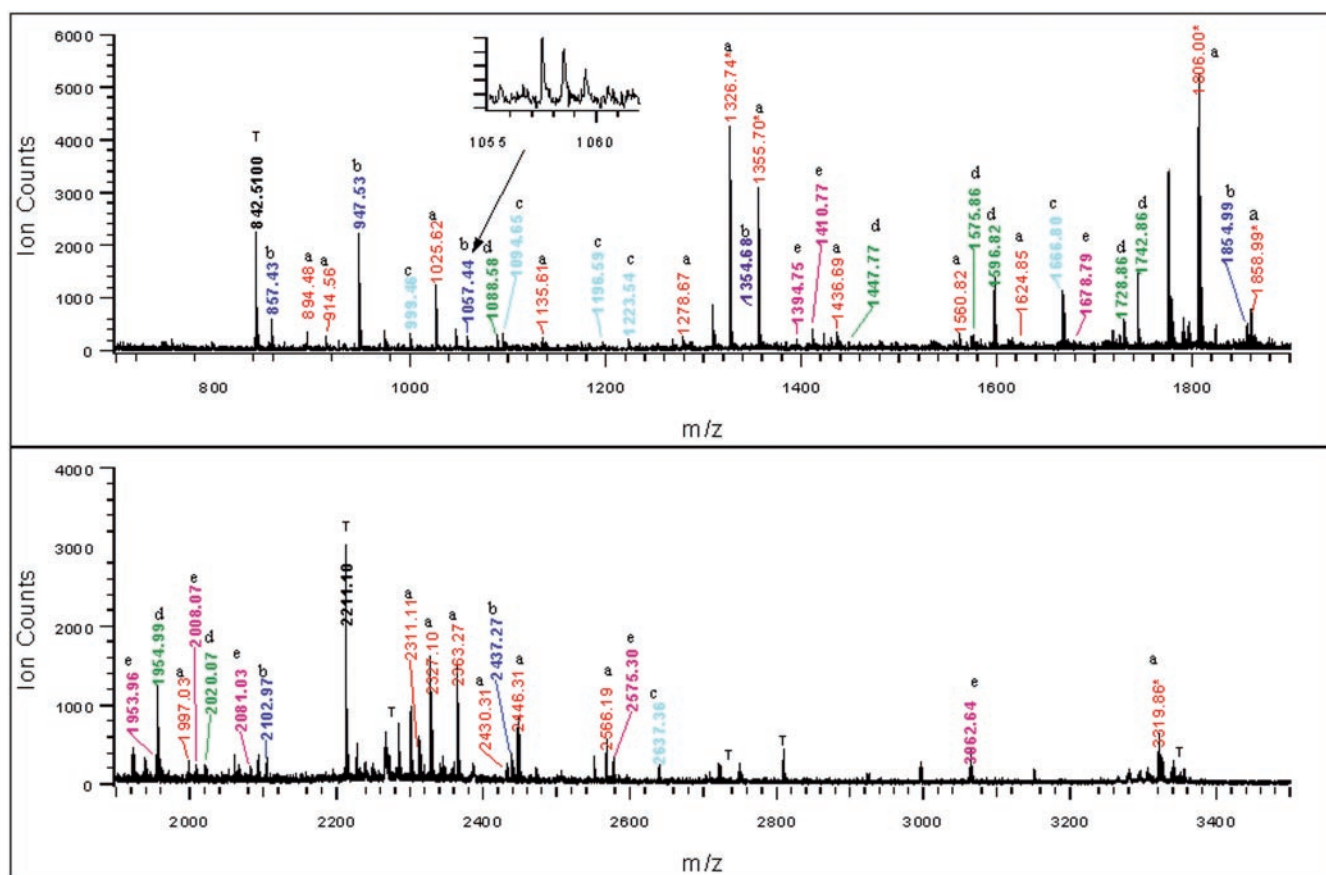 6000
5000
4000
3000
2000
1000
0
Ion Counts
T
842.5100
b
857.43
a
894.48
a
914.56
b
947.53
c
999.46
a
1025.62*
b
1057.44
d
1088.58
c
1094.65
a
1135.61
c
1196.59
c
1223.54
a
1278.67
a
1326.74*
b
1354.68
a
1355.70*
e
1394.75
e
1410.77
a
1436.69
d
1447.77
a
1560.82
d
1575.86
d
1596.82
a
1624.85
c
1666.80
e
1678.79
d
1728.86
d
1742.86
a
1806.00*
b
1854.99
a
1858.99*
1055 1060
800 1000 1200 1400 1600 1800
m/z
4000
3000
2000
1000
0
Ion Counts
e
1953.96
d
1954.99
a
1997.03
e
2008.07
d
2020.07
e
2081.03
b
2102.97
T
2211.10
T
a
2311.11
a
2327.10
a
2363.27
a
2430.31
b
2437.27
a
2446.31
a
2566.19
e
2575.30
c
2637.36
T
T
e
3062.64
a
3319.86*
T
2000 2200 2400 2600 2800 3000 3200 3400
m/z